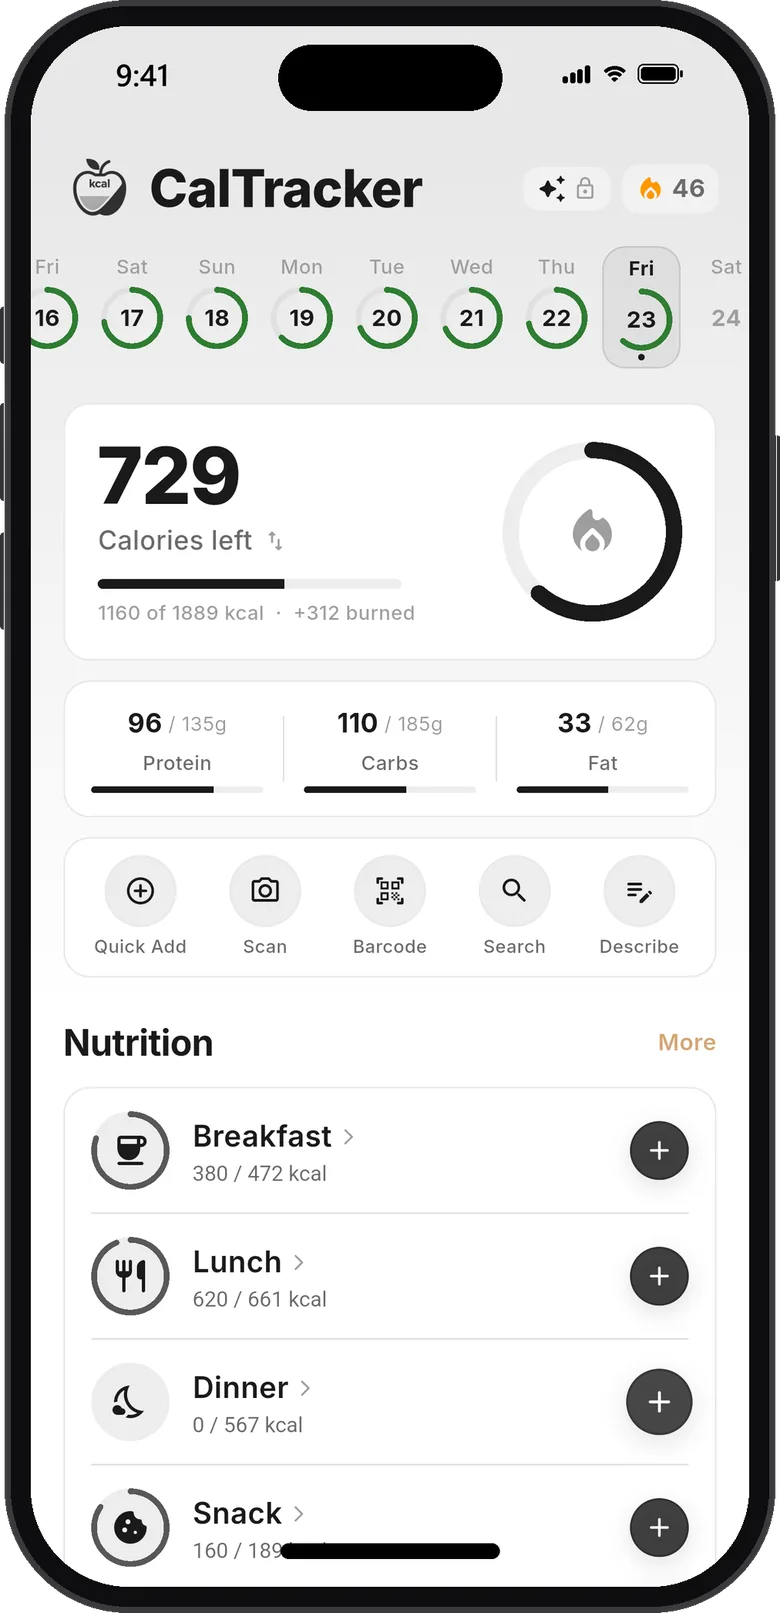 9:41
kcal
CalTracker
46
Fri Sat Sun Mon Tue Wed Thu Fri Sat
16 17 18 19 20 21 22 23 24
729
Calories left
1160 of 1889 kcal · +312 burned
96 / 135g 110 / 185g 33 / 62g
Protein Carbs Fat
Quick Add Scan Barcode Search Describe
Nutrition More
Breakfast
380 / 472 kcal
Lunch
620 / 661 kcal
Dinner
0 / 567 kcal
Snack
160 / 189